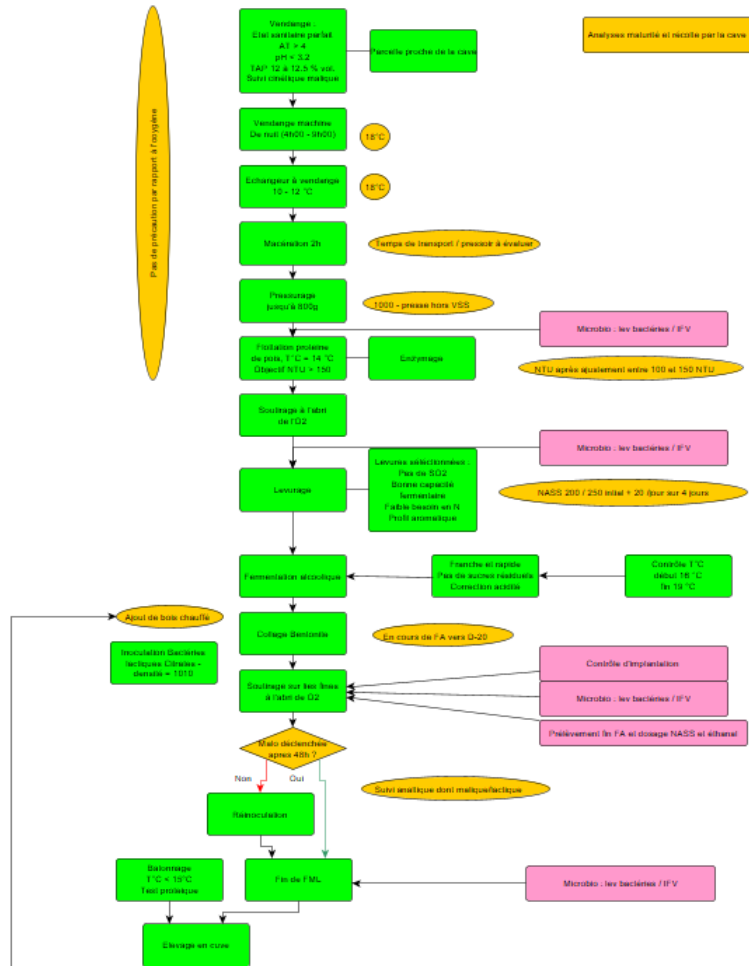 Vendange :
Etat sanitaire parfait
AT > 4
pH < 3.2
TAP 12 à 12.5 % vol.
Suivi cinétique malique
Parcelle proche de la cave
Analyses maturité et récolte par la cave
Pas de précaution par rapport à l'oxygène
Vendange machine
De nuit (4h00 - 9h00)
18°C
Echangeur à vendange
10 - 12 °C
18°C
Macération 2h
Temps de transport / pressoir à évaluer
Pressurage
jusqu'à 800g
1000 - presse hors VSS
Microbio : lev bactéries / IFV
Flottation protéine
de pois, T°C = 14 °C
Objectif NTU > 150
Enzymage
NTU après ajustement entre 100 et 150 NTU
Soutirage à l'abri
de l'O2
Microbio : lev bactéries / IFV
Levurage
Levures sélectionnées :
Pas de SO2
Bonne capacité
fermentaire
Faible besoin en N
Profil aromatique
NASS 200 / 250 initiel + 20 /jour sur 4 jours
Fermentation alcoolique
Franche et rapide
Pas de sucres résiduels
Correction acidité
Contrôle T°C
début 16 °C
fin 19 °C
Ajout de bois chauffé
Collage Bentonite
En cours de FA vers D-20
Inoculation Bactéries
lactiques Citrales -
densité = 1010
Soutirage sur lies fines
à l'abri de O2
Contrôle d'implantation
Microbio : lev bactéries / IFV
Prélèvement fin FA et dosage NASS et éthanal
Malo déclenchée
après 48h ?
Non
Oui
Suivi analtique dont malique/lactique
Réinoculation
Batonnage
T°C < 15°C
Test protéique
Fin de FML
Microbio : lev bactéries / IFV
Elevage en cuve